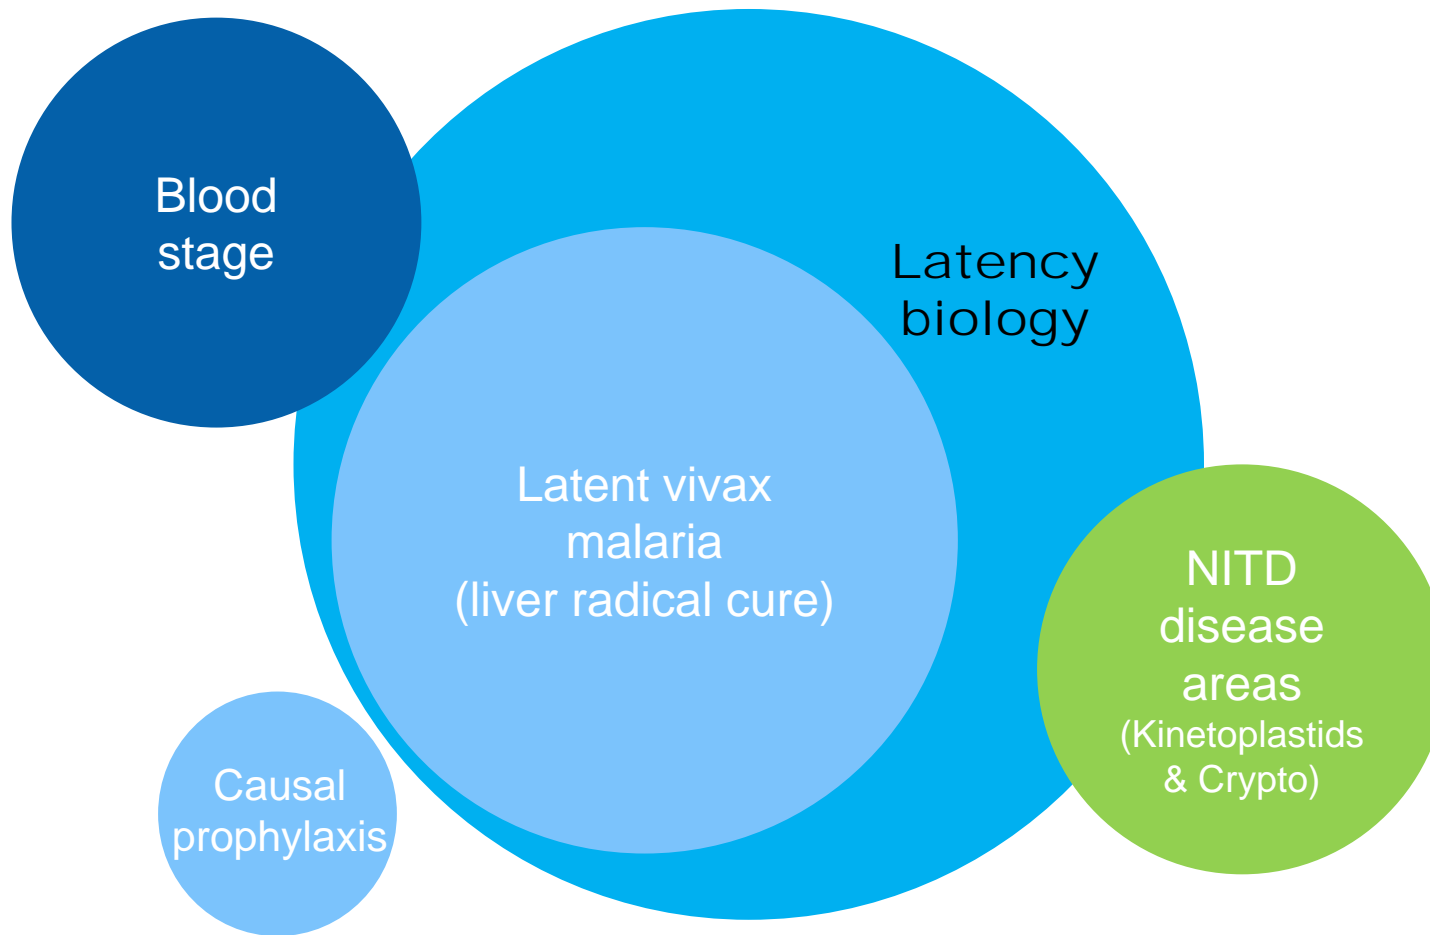 Blood
stage
Latency
biology
Latent vivax
malaria
(liver radical cure)
NITD
disease
areas
(Kinetoplastids
& Crypto)
Causal
prophylaxis